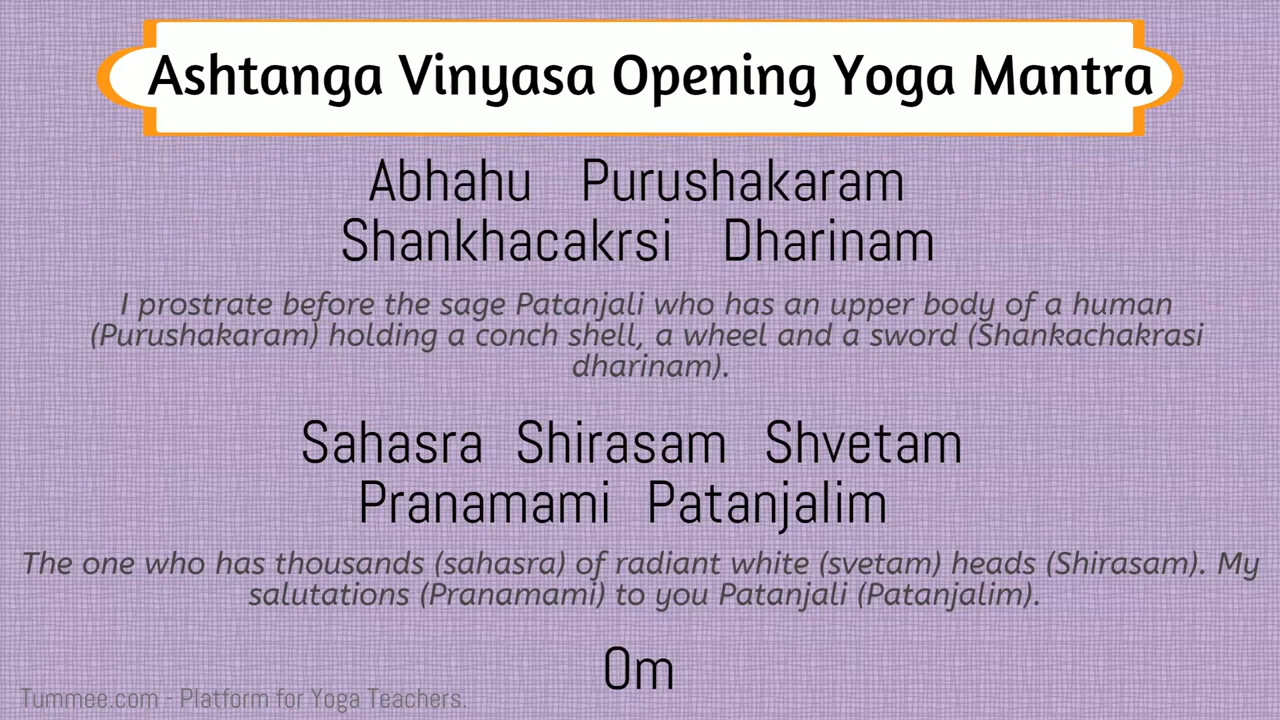 Ashtanga Vinyasa Opening Yoga Mantra
Abhahu Purushakaram
Shankhacakrsi Dharinam
I prostrate before the sage Patanjali who has an upper body of a human
(Purushakaram) holding a conch shell, a wheel and a sword (Shankachakrasi
dharinam).
Sahasra Shirasam Shvetam
Pranamami Patanjalim
The one who has thousands (sahasra) of radiant white (svetam) heads (Shirasam). My
salutations (Pranamami) to you Patanjali (Patanjalim).
Om
Tummee.com - Platform for Yoga Teachers.